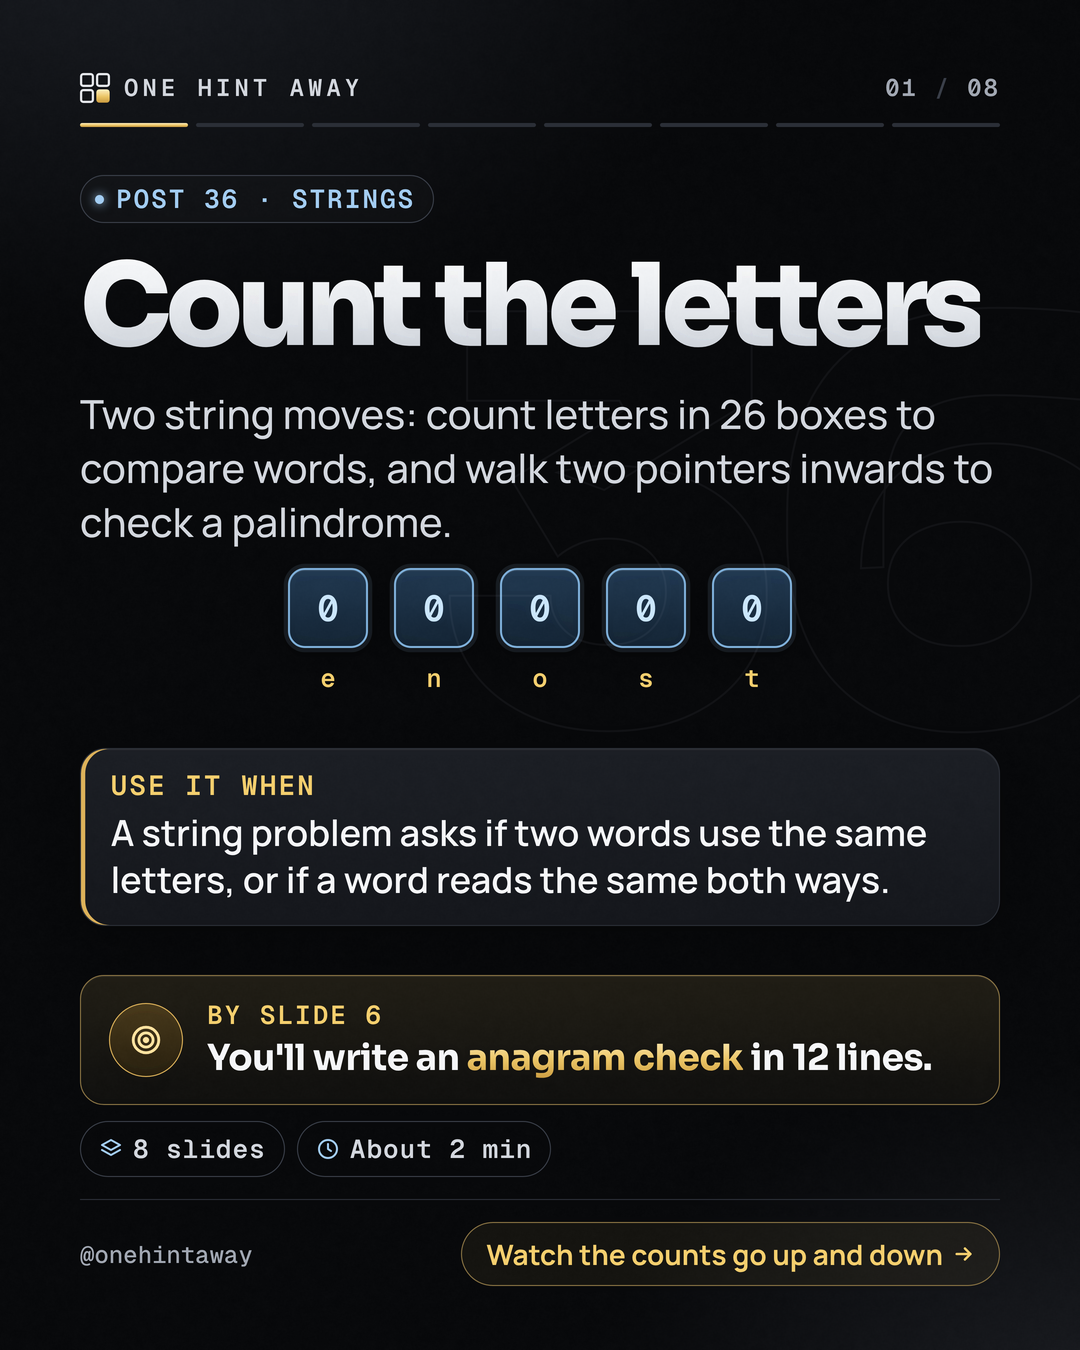 ONE HINT AWAY
01 / 08
POST 36 · STRINGS
Count the letters
Two string moves: count letters in 26 boxes to
compare words, and walk two pointers inwards to
check a palindrome.
0 0 0 0 0
e n o s t
USE IT WHEN
A string problem asks if two words use the same
letters, or if a word reads the same both ways.
BY SLIDE 6
You'll write an anagram check in 12 lines.
8 slides
About 2 min
@onehintaway
Watch the counts go up and down →
36